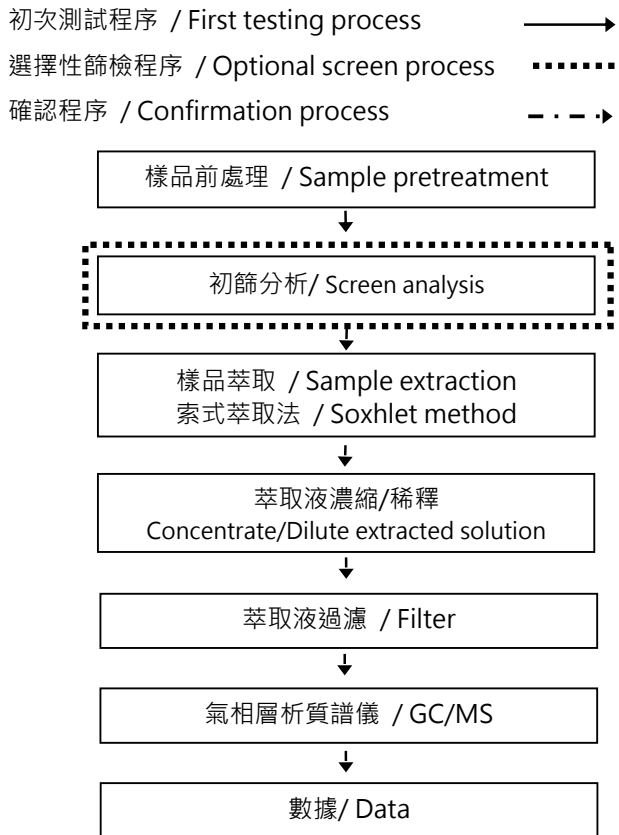 初次測試程序 / First testing process
選擇性篩檢程序 / Optional screen process
確認程序 / Confirmation process
樣品前處理 / Sample pretreatment
初篩分析/ Screen analysis
樣品萃取 / Sample extraction
索式萃取法 / Soxhlet method
萃取液濃縮/稀釋
Concentrate/Dilute extracted solution
萃取液過濾 / Filter
氣相層析質譜儀 / GC/MS
數據/ Data